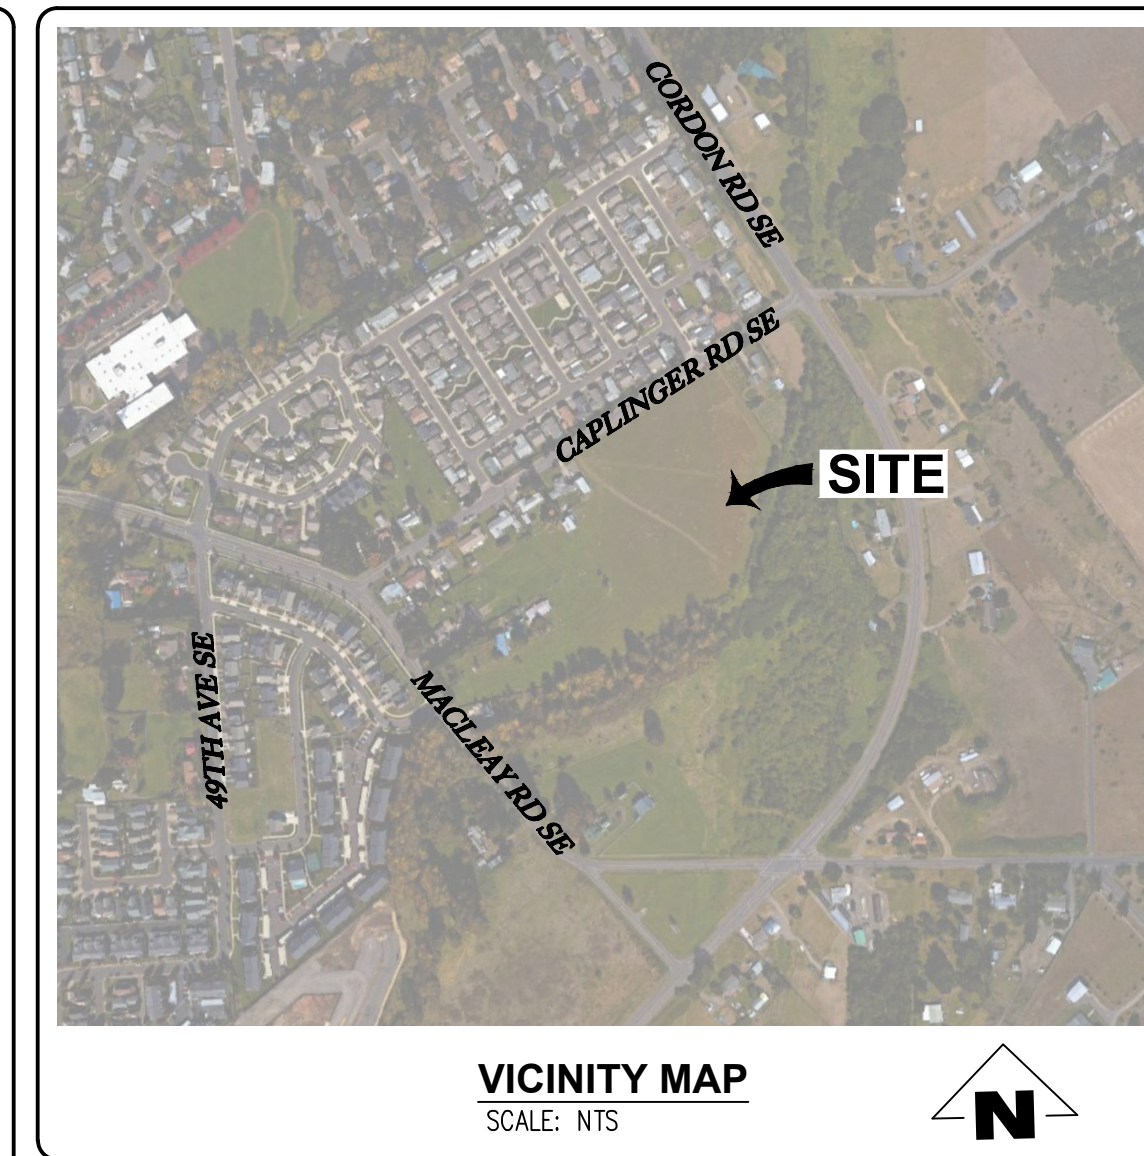 CORDON RD SE
CAPLINGER RD SE
SITE
49TH AVE SE
MACLEAY RD SE
VICINITY MAP
SCALE: NTS
N